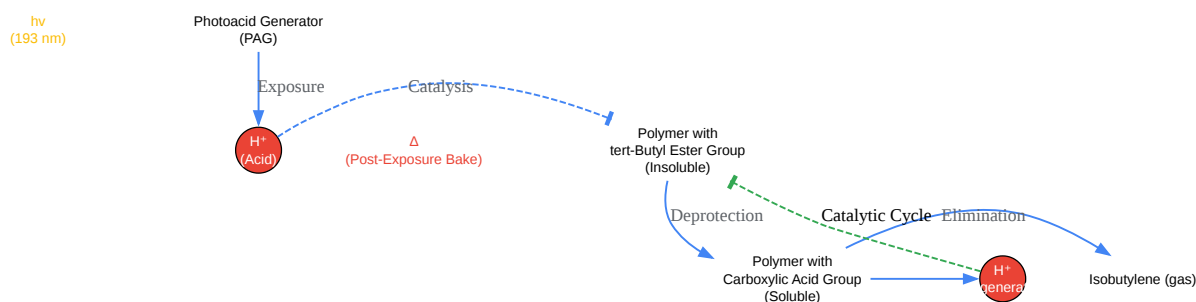 hν
(193 nm)
Photoacid Generator
(PAG)
Exposure
Catalysis
H⁺
(Acid)
Δ
(Post-Exposure Bake)
Polymer with
tert-Butyl Ester Group
(Insoluble)
Deprotection
Catalytic Cycle
Elimination
Polymer with
Carboxylic Acid Group
(Soluble)
H⁺
Isobutylene (gas)